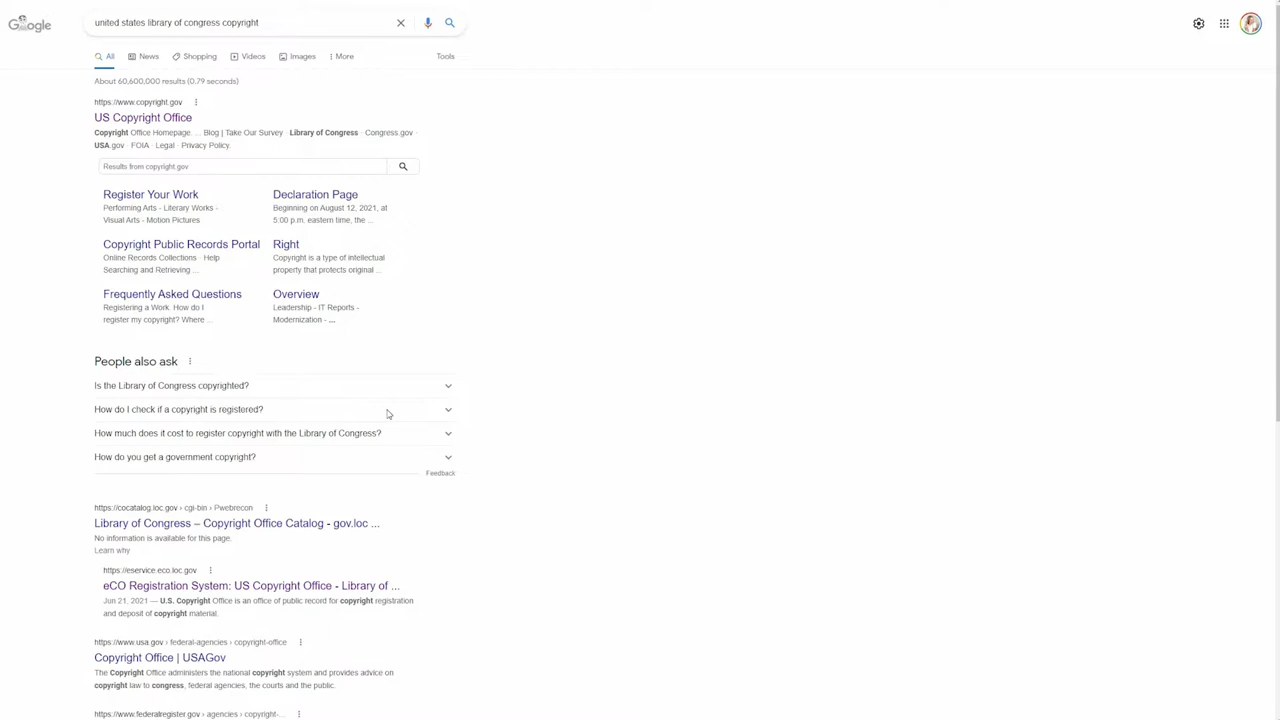 Google
united states library of congress copyright
All
News
Shopping
Videos
Images
More
Tools
About 60,600,000 results (0.79 seconds)
https://www.copyright.gov
US Copyright Office
Copyright Office Homepage. ... Blog | Take Our Survey · Library of Congress · Congress.gov ·
USA.gov · FOIA · Legal · Privacy Policy.
Results from copyright.gov
Register Your Work
Performing Arts - Literary Works -
Visual Arts - Motion Pictures
Declaration Page
Beginning on August 12, 2021, at
5:00 p.m. eastern time, the ...
Copyright Public Records Portal
Online Records Collections · Help
Searching and Retrieving ...
Right
Copyright is a type of intellectual
property that protects original ...
Frequently Asked Questions
Registering a Work. How do I
register my copyright? Where ...
Overview
Leadership - IT Reports -
Modernization - ...
People also ask
Is the Library of Congress copyrighted?
How do I check if a copyright is registered?
How much does it cost to register copyright with the Library of Congress?
How do you get a government copyright?
Feedback
https://cocatalog.loc.gov › cgi-bin › Pwebrecon
Library of Congress – Copyright Office Catalog - gov.loc ...
No information is available for this page.
Learn why
https://eservice.eco.loc.gov
eCO Registration System: US Copyright Office - Library of ...
Jun 21, 2021 — U.S. Copyright Office is an office of public record for copyright registration
and deposit of copyright material.
https://www.usa.gov › federal-agencies › copyright-office
Copyright Office | USAGov
The Copyright Office administers the national copyright system and provides advice on
copyright law to congress, federal agencies, the courts and the public.
https://www.federalregister.gov › agencies › copyright-...